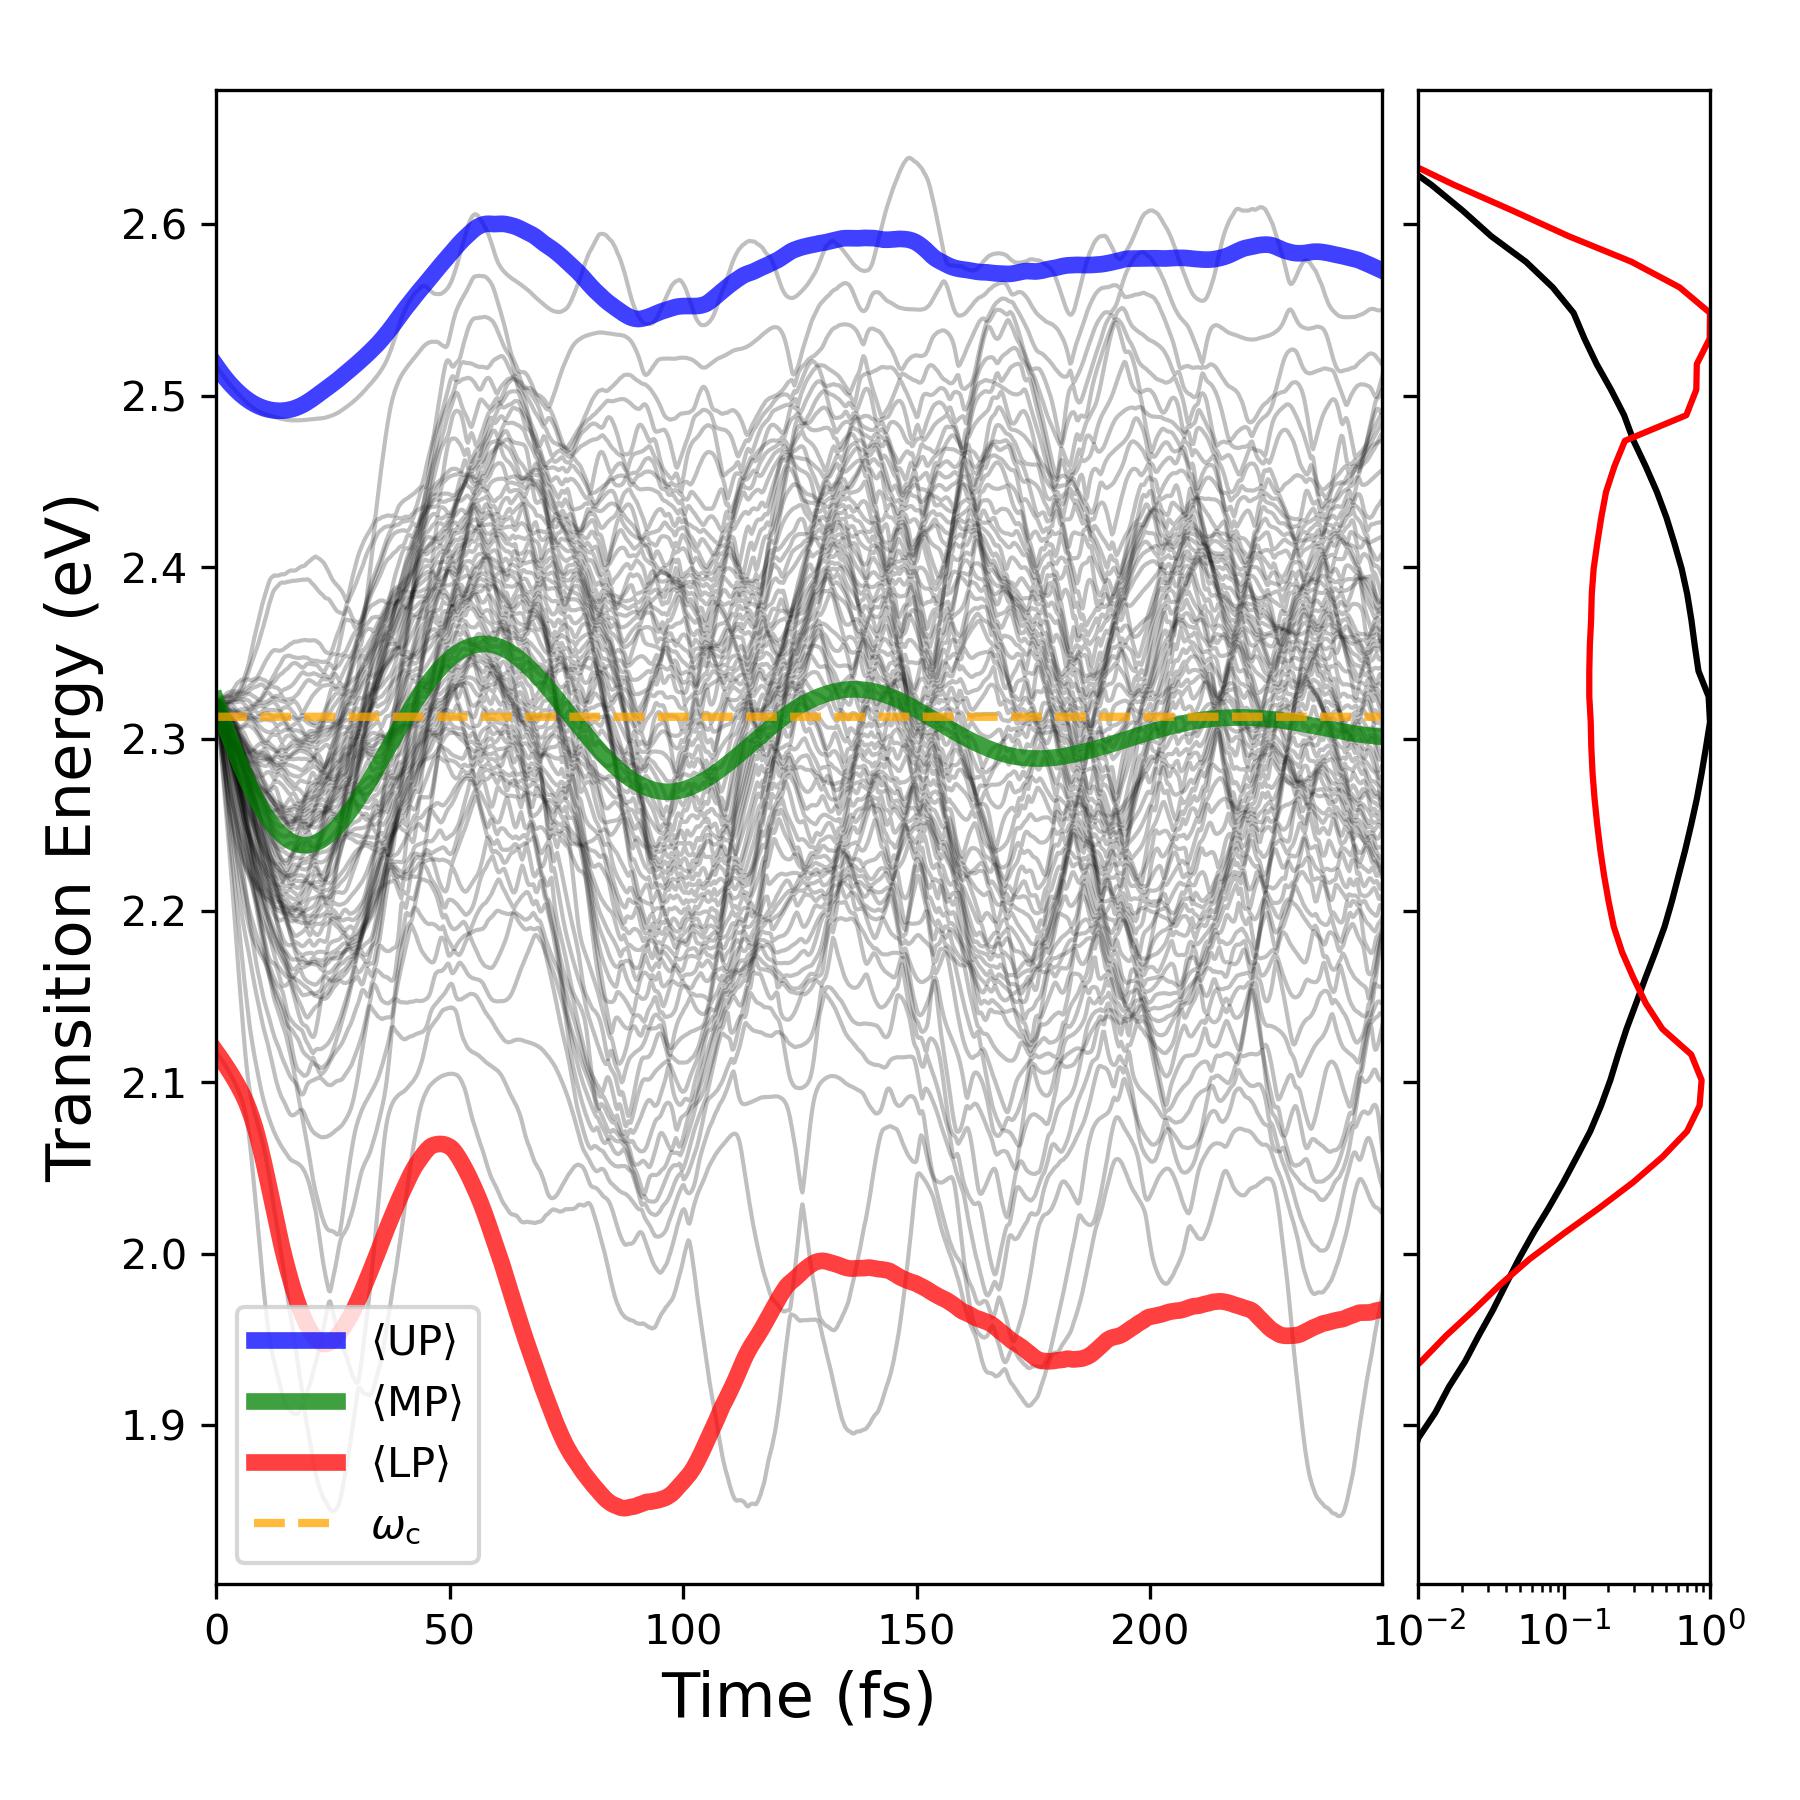 Transition Energy (eV)
2.6
2.5
2.4
2.3
2.2
2.1
2.0
1.9
⟨UP⟩
⟨MP⟩
⟨LP⟩
ω_c
0 50 100 150 200
Time (fs)
10⁻² 10⁻¹ 10⁰